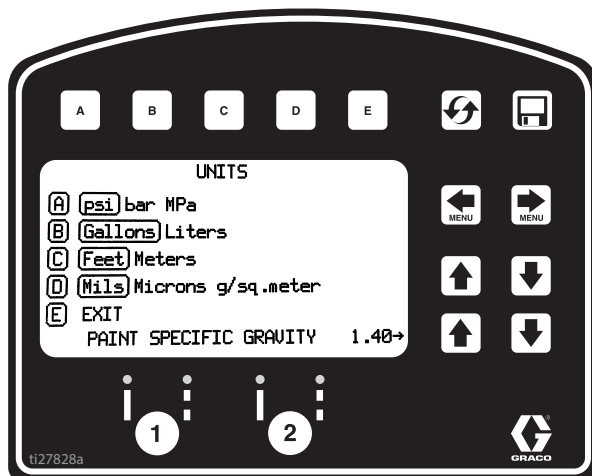 A B C D E
UNITS
A psi bar MPa
B Gallons Liters
C Feet Meters
D Mils Microns g/sq.meter
E EXIT
PAINT SPECIFIC GRAVITY 1.40→
MENU MENU
1 2
ti27828a
GRACO
®